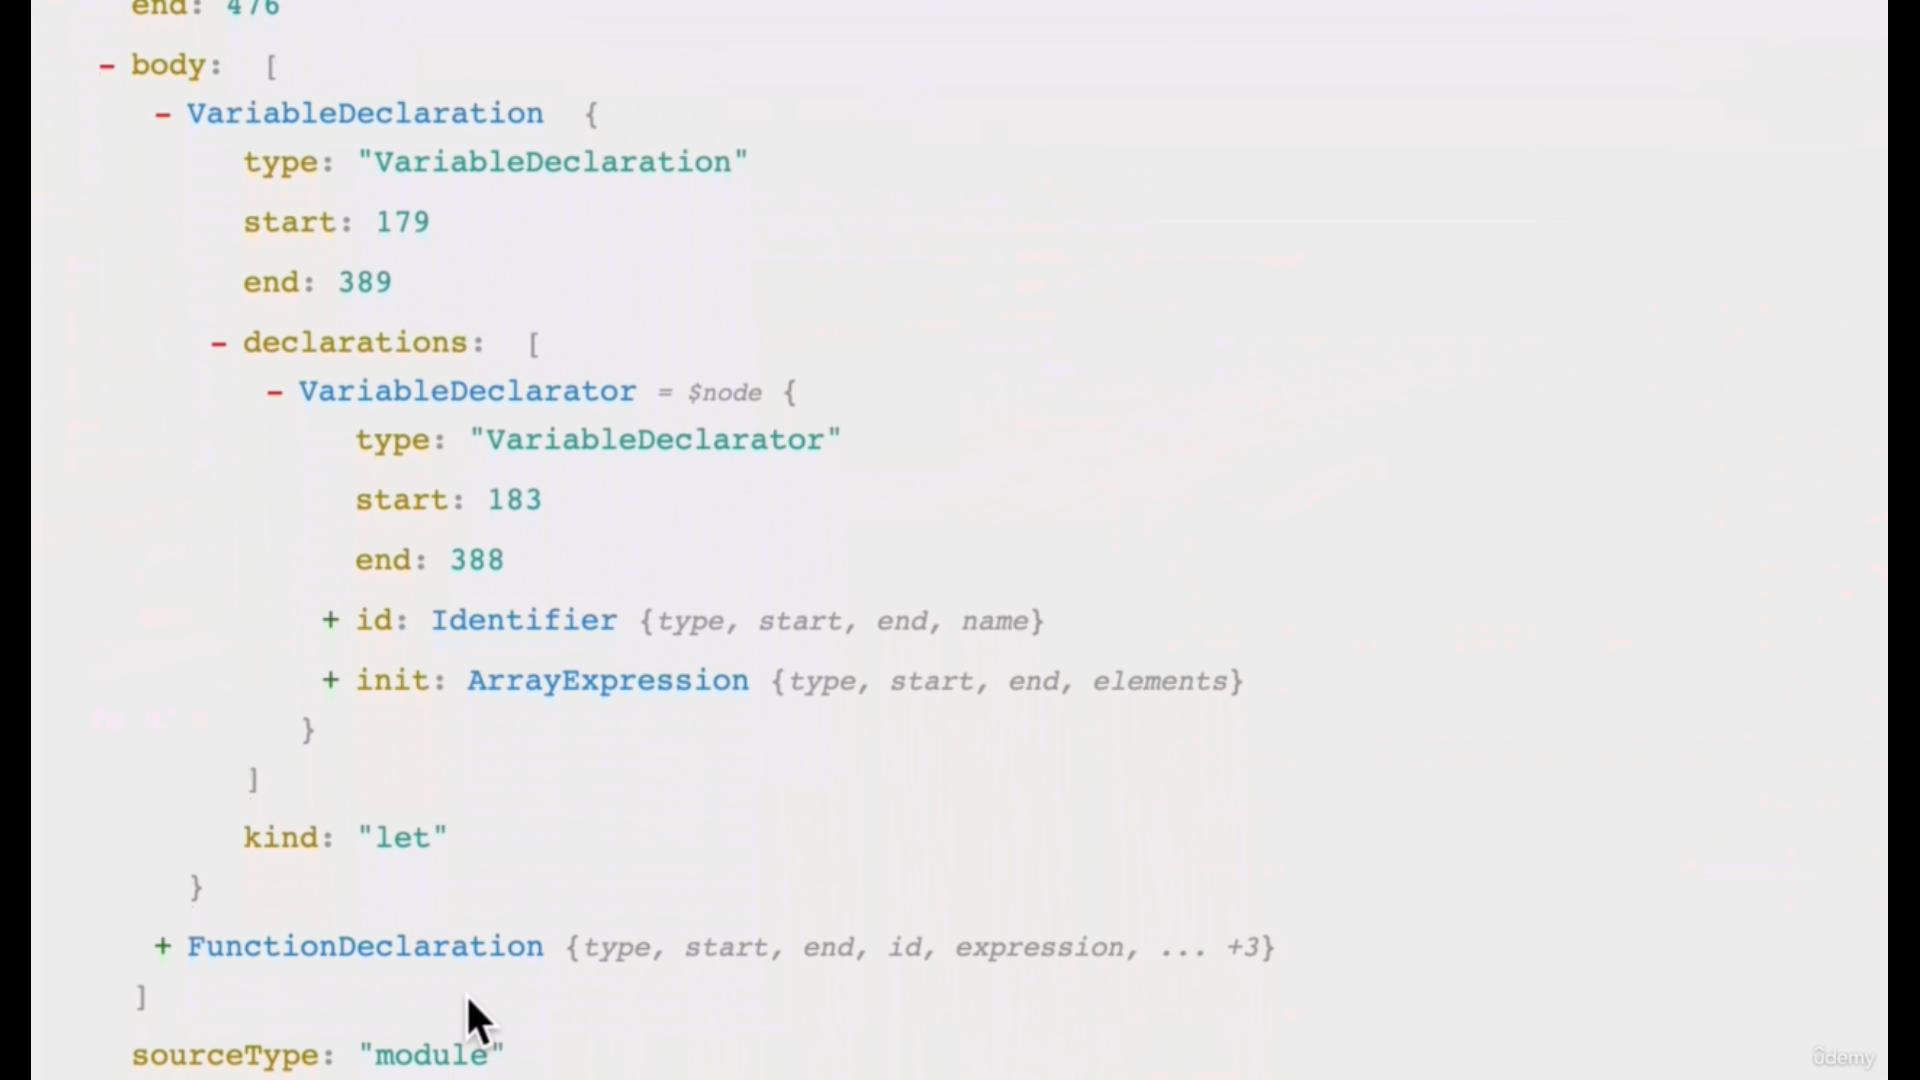 end: 476
- body: [
- VariableDeclaration {
type: "VariableDeclaration"
start: 179
end: 389
- declarations: [
- VariableDeclarator = $node {
type: "VariableDeclarator"
start: 183
end: 388
+ id: Identifier {type, start, end, name}
+ init: ArrayExpression {type, start, end, elements}
}
]
kind: "let"
}
+ FunctionDeclaration {type, start, end, id, expression, ... +3}
]
sourceType: "module"
ûdemy